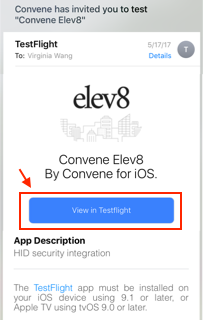 Convene has invited you to test
"Convene Elev8"
TestFlight
5/17/17
T
To: Virginia Wang
Details
elev8
Convene Elev8
By Convene for iOS.
View in Testflight
App Description
HID security integration
The TestFlight app must be installed on
your iOS device using 9.1 or later, or
Apple TV using tvOS 9.0 or later.